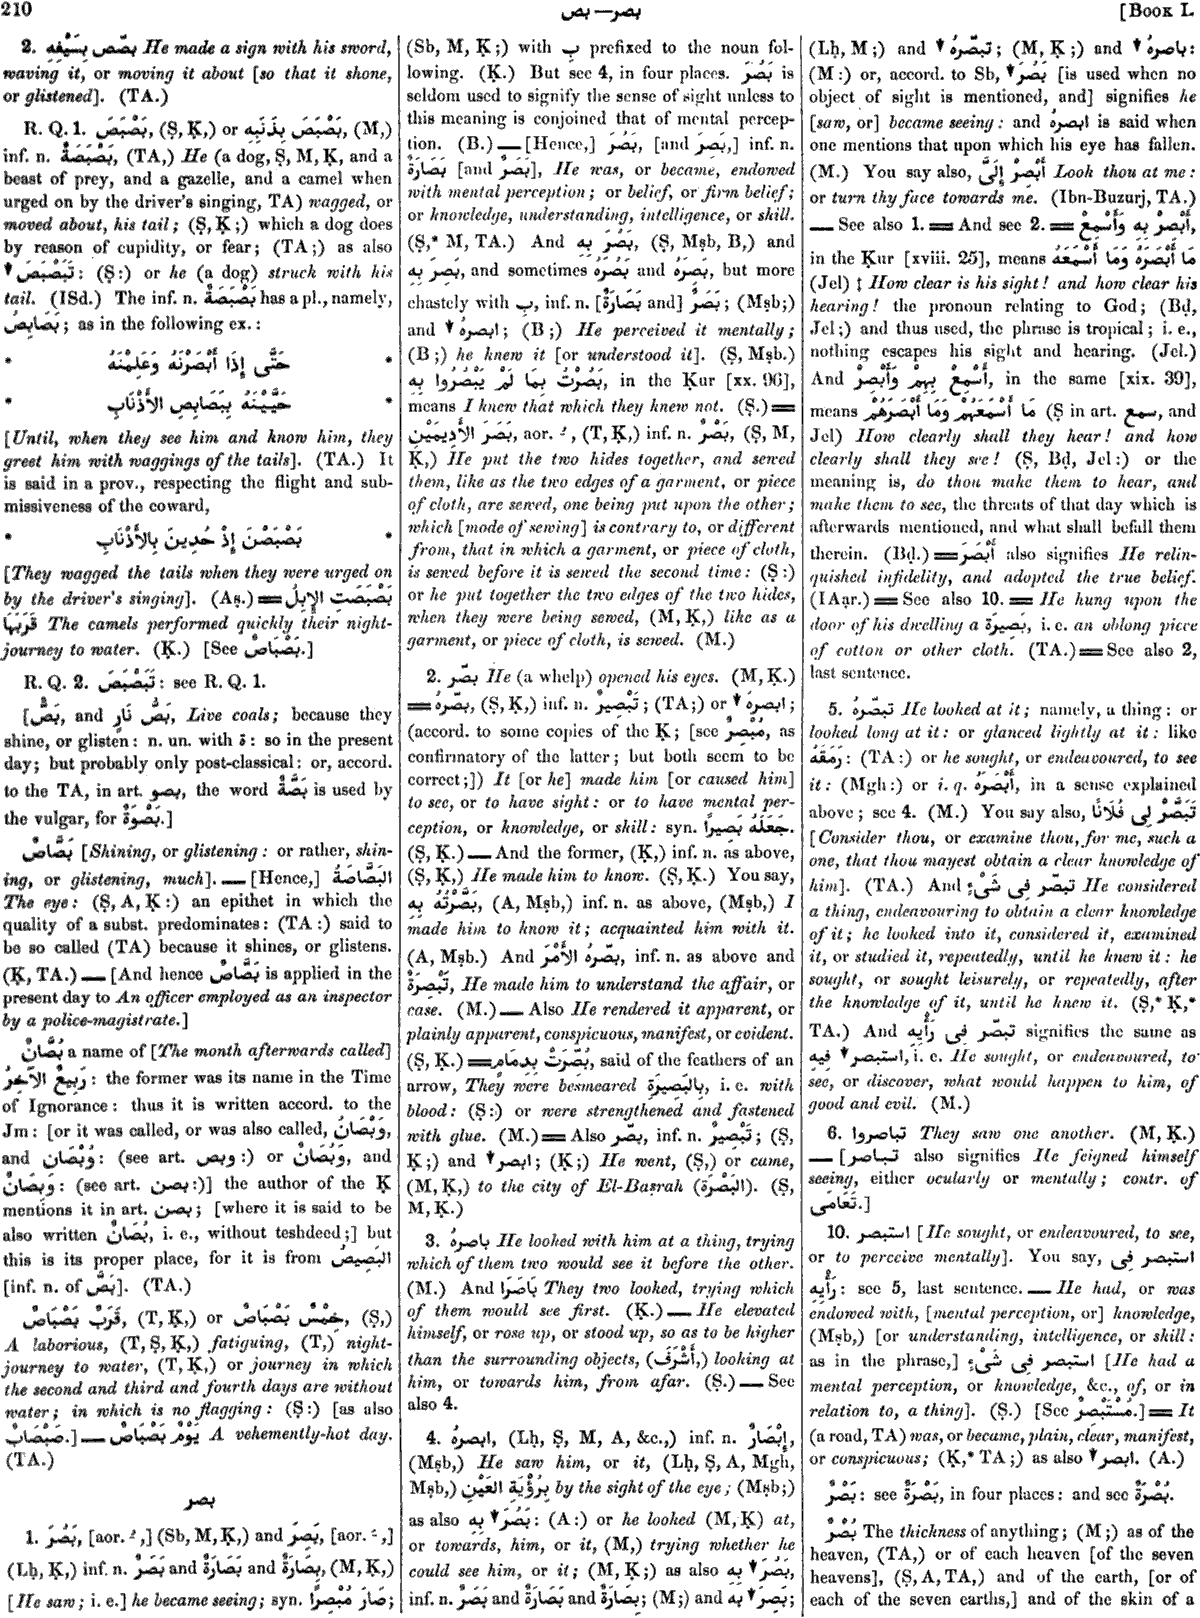 210
بصر—بص
[Book I.
2. بصّص بِسَيْفِهِ He made a sign with his sword,
waving it, or moving it about [so that it shone,
or glistened]. (TA.)
R. Q. 1. بَصْبَصَ, (Ṣ, Ḳ,) or بَصْبَصَ بِذَنَبِهِ, (M,)
inf. n. بَصْبَصَةٌ, (TA,) He (a dog, Ṣ, M, Ḳ, and a
beast of prey, and a gazelle, and a camel when
urged on by the driver's singing, TA) wagged, or
moved about, his tail; (Ṣ, Ḳ;) which a dog does
by reason of cupidity, or fear; (TA;) as also
▼ تَبَصْبَصَ: (Ṣ:) or he (a dog) struck with his
tail. (ISd.) The inf. n. بَصْبَصَةٌ has a pl., namely,
بَصَابِصُ; as in the following ex.:
* حَتَّى إِذَا أَبْصَرْنَهُ وَعَلِمْنَهُ *
* حَيَّيْنَهُ بِبَصَابِصِ الأَذْنَابِ *
[Until, when they see him and know him, they
greet him with waggings of the tails]. (TA.) It
is said in a prov., respecting the flight and sub-
missiveness of the coward,
* بَصْبَصْنَ إِذْ حُدِينَ بِالأَذْنَابِ *
[They wagged the tails when they were urged on
by the driver's singing]. (Aṣ.) ═ بَصْبَصَتِ الإِبِلُ
قَرَبَهَا The camels performed quickly their night-
journey to water. (Ḳ.) [See بَصْبَاصٌ.]
R. Q. 2. تَبَصْبَصَ: see R. Q. 1.
[بَصٌّ, and بَصُّ نَارٍ, Live coals; because they
shine, or glisten: n. un. with ة: so in the present
day; but probably only post-classical: or, accord.
to the TA, in art. بصو, the word بَصَّةٌ is used by
the vulgar, for بَصْوَةٌ.]
بَصَّاصٌ [Shining, or glistening: or rather, shin-
ing, or glistening, much]. — [Hence,] البَصَّاصَةُ
The eye: (Ṣ, A, Ḳ:) an epithet in which the
quality of a subst. predominates: (TA:) said to
be so called (TA) because it shines, or glistens.
(Ḳ, TA.) — [And hence بَصَّاصٌ is applied in the
present day to An officer employed as an inspector
by a police-magistrate.]
بُصَّانُ a name of [The month afterwards called]
رَبِيعٌ الآخِرُ: the former was its name in the Time
of Ignorance: thus it is written accord. to the
Jm: [or it was called, or was also called, وَبْصَانُ,
and وُبْصَانُ: (see art. وبص:) or وَبُصَانُ, and
وَبِصَانُ: (see art. بصن:)] the author of the Ḳ
mentions it in art. بصن; [where it is said to be
also written بُصَانُ, i. e., without teshdeed;] but
this is its proper place, for it is from البَصِيصُ
[inf. n. of بَصَّ]. (TA.)
قَرَبٌ بَصْبَاصٌ, (T, Ḳ,) or خِمْسٌ بَصْبَاصٌ, (Ṣ,)
A laborious, (T, Ṣ, Ḳ,) fatiguing, (T,) night-
journey to water, (T, Ḳ,) or journey in which
the second and third and fourth days are without
water; in which is no flagging: (Ṣ:) [as also
صَبْصَابٌ.] — يَوْمٌ بَصْبَاصٌ A vehemently-hot day.
(TA.)
بصر
1. بَصُرَ, [aor. ـُ,] (Sb, M, Ḳ,) and بَصِرَ, [aor. ـَ,]
(Lḥ, Ḳ,) inf. n. بَصَرٌ and بَصَارَةٌ and بِصَارَةٌ, (M, Ḳ,)
[He saw; i. e.] he became seeing; syn. صَارَ مُبْصِرًا;
(Sb, M, Ḳ;) with بِ prefixed to the noun fol-
lowing. (Ḳ.) But see 4, in four places. بَصُرَ is
seldom used to signify the sense of sight unless to
this meaning is conjoined that of mental percep-
tion. (B.) — [Hence,] بَصُرَ, [and بَصِرَ,] inf. n.
بَصَارَةٌ [and بَصَرٌ], He was, or became, endowed
with mental perception; or belief, or firm belief;
or knowledge, understanding, intelligence, or skill.
(Ṣ,* M, TA.) And بَصُرَ بِهِ, (Ṣ, Mṣb, B,) and
بَصِرَ بِهِ, and sometimes بَصُرَهُ and بَصِرَهُ, but more
chastely with بِ, inf. n. [بَصَارَةٌ and] بَصَرٌ; (Mṣb;)
and ▼ ابصرهُ; (B;) He perceived it mentally;
(B;) he knew it [or understood it]. (Ṣ, Mṣb.)
بَصُرْتُ بِمَا لَمْ يَبْصُرُوا بِهِ, in the Ḳur [xx. 96],
means I knew that which they knew not. (Ṣ.) ═
بَصَرَ الأَدِيمَيْنِ, aor. ـُ, (T, Ḳ,) inf. n. بَصْرٌ, (Ṣ, M,
Ḳ,) He put the two hides together, and sewed
them, like as the two edges of a garment, or piece
of cloth, are sewed, one being put upon the other;
which [mode of sewing] is contrary to, or different
from, that in which a garment, or piece of cloth,
is sewed before it is sewed the second time: (Ṣ:)
or he put together the two edges of the two hides,
when they were being sewed, (M, Ḳ,) like as a
garment, or piece of cloth, is sewed. (M.)
2. بصّر He (a whelp) opened his eyes. (M, Ḳ.)
═ بصّرهُ, (Ṣ, Ḳ,) inf. n. تَبْصِيرٌ; (TA;) or ▼ ابصرهُ;
(accord. to some copies of the Ḳ; [see مُبْصِرٌ, as
confirmatory of the latter; but both seem to be
correct;]) It [or he] made him [or caused him]
to see, or to have sight: or to have mental per-
ception, or knowledge, or skill: syn. جَعَلَهُ بَصِيرًا.
(Ṣ, Ḳ.) — And the former, (Ḳ,) inf. n. as above,
(Ṣ, Ḳ,) He made him to know. (Ṣ, Ḳ.) You say,
بَصَّرْتُهُ بِهِ, (A, Mṣb,) inf. n. as above, (Mṣb,) I
made him to know it; acquainted him with it.
(A, Mṣb.) And بصّرهُ الأَمْرَ, inf. n. as above and
تَبْصِرَةٌ, He made him to understand the affair, or
case. (M.) — Also He rendered it apparent, or
plainly apparent, conspicuous, manifest, or evident.
(Ṣ, Ḳ.) ═ بُصِّرَتْ بِدِمَامٍ, said of the feathers of an
arrow, They were besmeared بِالبَصِيرَةِ, i. e. with
blood: (Ṣ:) or were strengthened and fastened
with glue. (M.) ═ Also بصّر, inf. n. تَبْصِيرٌ; (Ṣ,
Ḳ;) and ▼ ابصر; (Ḳ;) He went, (Ṣ,) or came,
(M, Ḳ,) to the city of El-Baṣrah (البَصْرَة). (Ṣ,
M, Ḳ.)
3. باصرهُ He looked with him at a thing, trying
which of them two would see it before the other.
(M.) And بَاصَرَا They two looked, trying which
of them would see first. (Ḳ.) — He elevated
himself, or rose up, or stood up, so as to be higher
than the surrounding objects, (أَشْرَفَ,) looking at
him, or towards him, from afar. (Ṣ.) — See
also 4.
4. ابصرهُ, (Lḥ, Ṣ, M, A, &c.,) inf. n. إِبْصَارٌ,
(Mṣb,) He saw him, or it, (Lḥ, Ṣ, A, Mgh,
Mṣb,) بِرُؤْيَةِ العَيْنِ by the sight of the eye; (Mṣb;)
as also ▼ بَصُرَ بِهِ: (A:) or he looked (M, Ḳ) at,
or towards, him, or it, (M,) trying whether he
could see him, or it; (M, Ḳ;) as also ▼ بَصُرَ بِهِ,
inf. n. بَصَرٌ and بَصَارَةٌ and بِصَارَةٌ; (M;) and ▼ بَصِرَ بِهِ;
(Lḥ, M;) and ▼ تبصّرهُ; (M, Ḳ;) and ▼ باصرهُ:
(M:) or, accord. to Sb, ▼ بَصُرَ [is used when no
object of sight is mentioned, and] signifies he
[saw, or] became seeing: and ابصرهُ is said when
one mentions that upon which his eye has fallen.
(M.) You say also, أَبْصِرْ إِلَىَّ Look thou at me:
or turn thy face towards me. (Ibn-Buzurj, TA.)
— See also 1. ═ And see 2. ═ أَبْصِرْ بِهِ وَأَسْمِعْ,
in the Ḳur [xviii. 25], means مَا أَبْصَرَهُ وَمَا أَسْمَعَهُ
(Jel) ‡ How clear is his sight! and how clear his
hearing! the pronoun relating to God; (Bḍ,
Jel;) and thus used, the phrase is tropical; i. e.,
nothing escapes his sight and hearing. (Jel.)
And أَسْمِعْ بِهِمْ وَأَبْصِرْ, in the same [xix. 39],
means مَا أَسْمَعَهُمْ وَمَا أَبْصَرَهُمْ (Ṣ in art. سمع, and
Jel) How clearly shall they hear! and how
clearly shall they see! (Ṣ, Bḍ, Jel:) or the
meaning is, do thou make them to hear, and
make them to see, the threats of that day which is
afterwards mentioned, and what shall befall them
therein. (Bḍ.) ═ أَبْصَرَ also signifies He relin-
quished infidelity, and adopted the true belief.
(IAạr.) ═ See also 10. ═ He hung upon the
door of his dwelling a بَصِيرَة, i. e. an oblong piece
of cotton or other cloth. (TA.) ═ See also 2,
last sentence.
5. تبصّرهُ He looked at it; namely, a thing: or
looked long at it: or glanced lightly at it: like
رَمَقَهُ: (TA:) or he sought, or endeavoured, to see
it: (Mgh:) or i. q. أَبْصَرَهُ, in a sense explained
above; see 4. (M.) You say also, تَبَصَّرْ لِى فُلَانًا
[Consider thou, or examine thou, for me, such a
one, that thou mayest obtain a clear knowledge of
him]. (TA.) And تبصّر فِى شَىْءٍ He considered
a thing, endeavouring to obtain a clear knowledge
of it; he looked into it, considered it, examined
it, or studied it, repeatedly, until he knew it: he
sought, or sought leisurely, or repeatedly, after
the knowledge of it, until he knew it. (Ṣ,* Ḳ,*
TA.) And تبصّر فِى رَأْيِهِ signifies the same as
▼ استبصر فِيهِ, i. e. He sought, or endeavoured, to
see, or discover, what would happen to him, of
good and evil. (M.)
6. تباصروا They saw one another. (M, Ḳ.)
— [تباصر also signifies He feigned himself
seeing, either ocularly or mentally; contr. of
تَعَامَى.]
10. استبصر [He sought, or endeavoured, to see,
or to perceive mentally]. You say, استبصر فِى
رَأْيِهِ: see 5, last sentence. — He had, or was
endowed with, [mental perception, or] knowledge,
(Mṣb,) [or understanding, intelligence, or skill:
as in the phrase,] استبصر فِى شَىْءٍ [He had a
mental perception, or knowledge, &c., of, or in
relation to, a thing]. (Ṣ.) [See مُسْتَبْصِرٌ.] ═ It
(a road, TA) was, or became, plain, clear, manifest,
or conspicuous; (Ḳ,* TA;) as also ▼ ابصر. (A.)
بَصْرٌ: see بَصْرَةٌ, in four places: and see بُصْرَةٌ.
بُصْرٌ The thickness of anything; (M;) as of the
heaven, (TA,) or of each heaven [of the seven
heavens], (Ṣ, A, TA,) and of the earth, [or of
each of the seven earths,] and of the skin of a